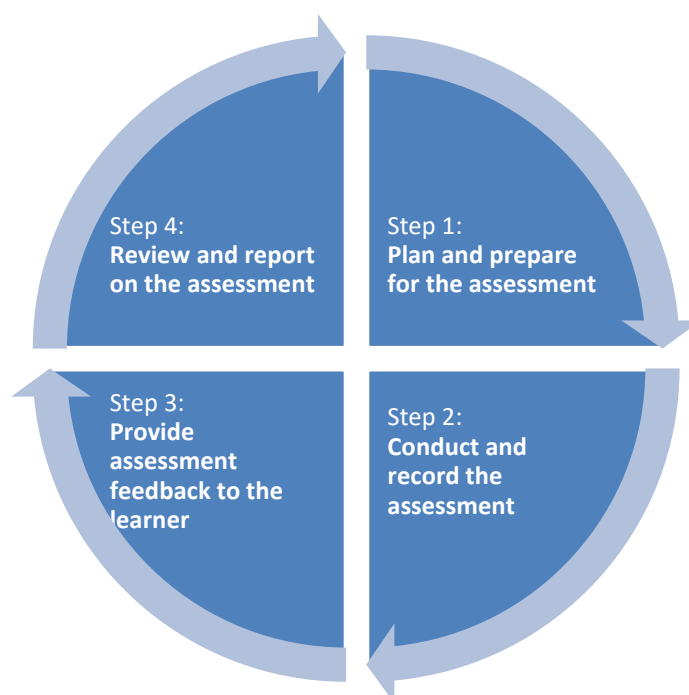 Step 4:
Review and report
on the assessment
Step 1:
Plan and prepare
for the assessment
Step 3:
Provide
assessment
feedback to the
learner
Step 2:
Conduct and
record the
assessment